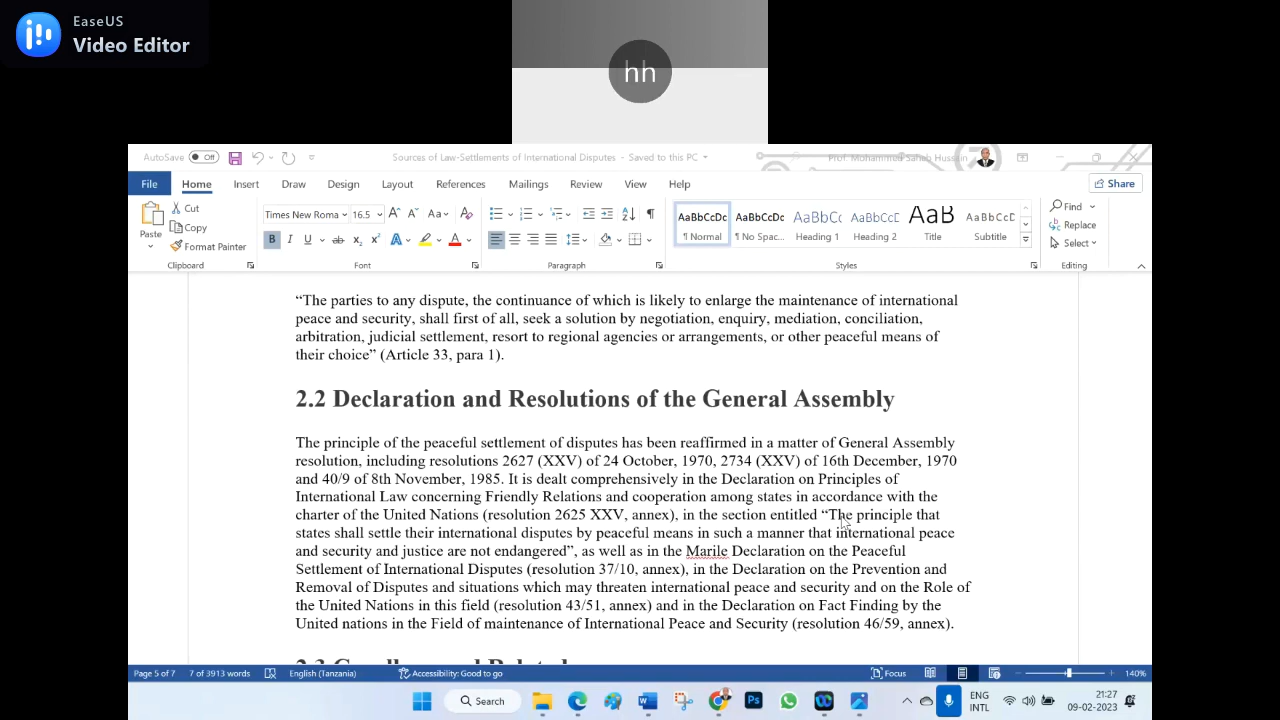 EaseUS
Video Editor
hh
AutoSave Off Sources of Law-Settlements of International Disputes - Saved to this PC Prof. Mohammed Saheb Hussain
File Home Insert Draw Design Layout References Mailings Review View Help Share
Paste Cut Copy Format Painter Clipboard
Times New Roma 16.5 Font
Paragraph
AaBbCcDc ¶ Normal AaBbCcDc ¶ No Spac... AaBbCc Heading 1 AaBbCcD Heading 2 AaB Title AaBbCcD Subtitle Styles
Find Replace Select Editing
“The parties to any dispute, the continuance of which is likely to enlarge the maintenance of international
peace and security, shall first of all, seek a solution by negotiation, enquiry, mediation, conciliation,
arbitration, judicial settlement, resort to regional agencies or arrangements, or other peaceful means of
their choice” (Article 33, para 1).
2.2 Declaration and Resolutions of the General Assembly
The principle of the peaceful settlement of disputes has been reaffirmed in a matter of General Assembly
resolution, including resolutions 2627 (XXV) of 24 October, 1970, 2734 (XXV) of 16th December, 1970
and 40/9 of 8th November, 1985. It is dealt comprehensively in the Declaration on Principles of
International Law concerning Friendly Relations and cooperation among states in accordance with the
charter of the United Nations (resolution 2625 XXV, annex), in the section entitled “The principle that
states shall settle their international disputes by peaceful means in such a manner that international peace
and security and justice are not endangered”, as well as in the Marile Declaration on the Peaceful
Settlement of International Disputes (resolution 37/10, annex), in the Declaration on the Prevention and
Removal of Disputes and situations which may threaten international peace and security and on the Role of
the United Nations in this field (resolution 43/51, annex) and in the Declaration on Fact Finding by the
United nations in the Field of maintenance of International Peace and Security (resolution 46/59, annex).
Page 5 of 7 7 of 3913 words English (Tanzania) Accessibility: Good to go Focus 140%
Search ENG INTL 21:27 09-02-2023